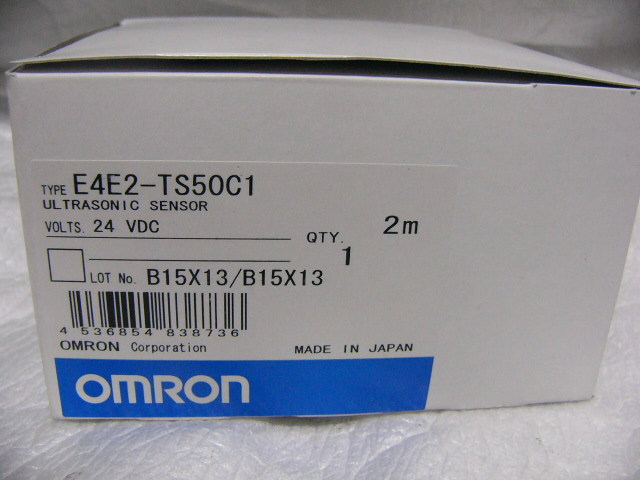 TYPE E4E2-TS50C1
ULTRASONIC SENSOR
VOLTS. 24 VDC
2m
QTY.
1
LOT No. B15X13/B15X13
4 536854 838736
OMRON Corporation MADE IN JAPAN
OMRON